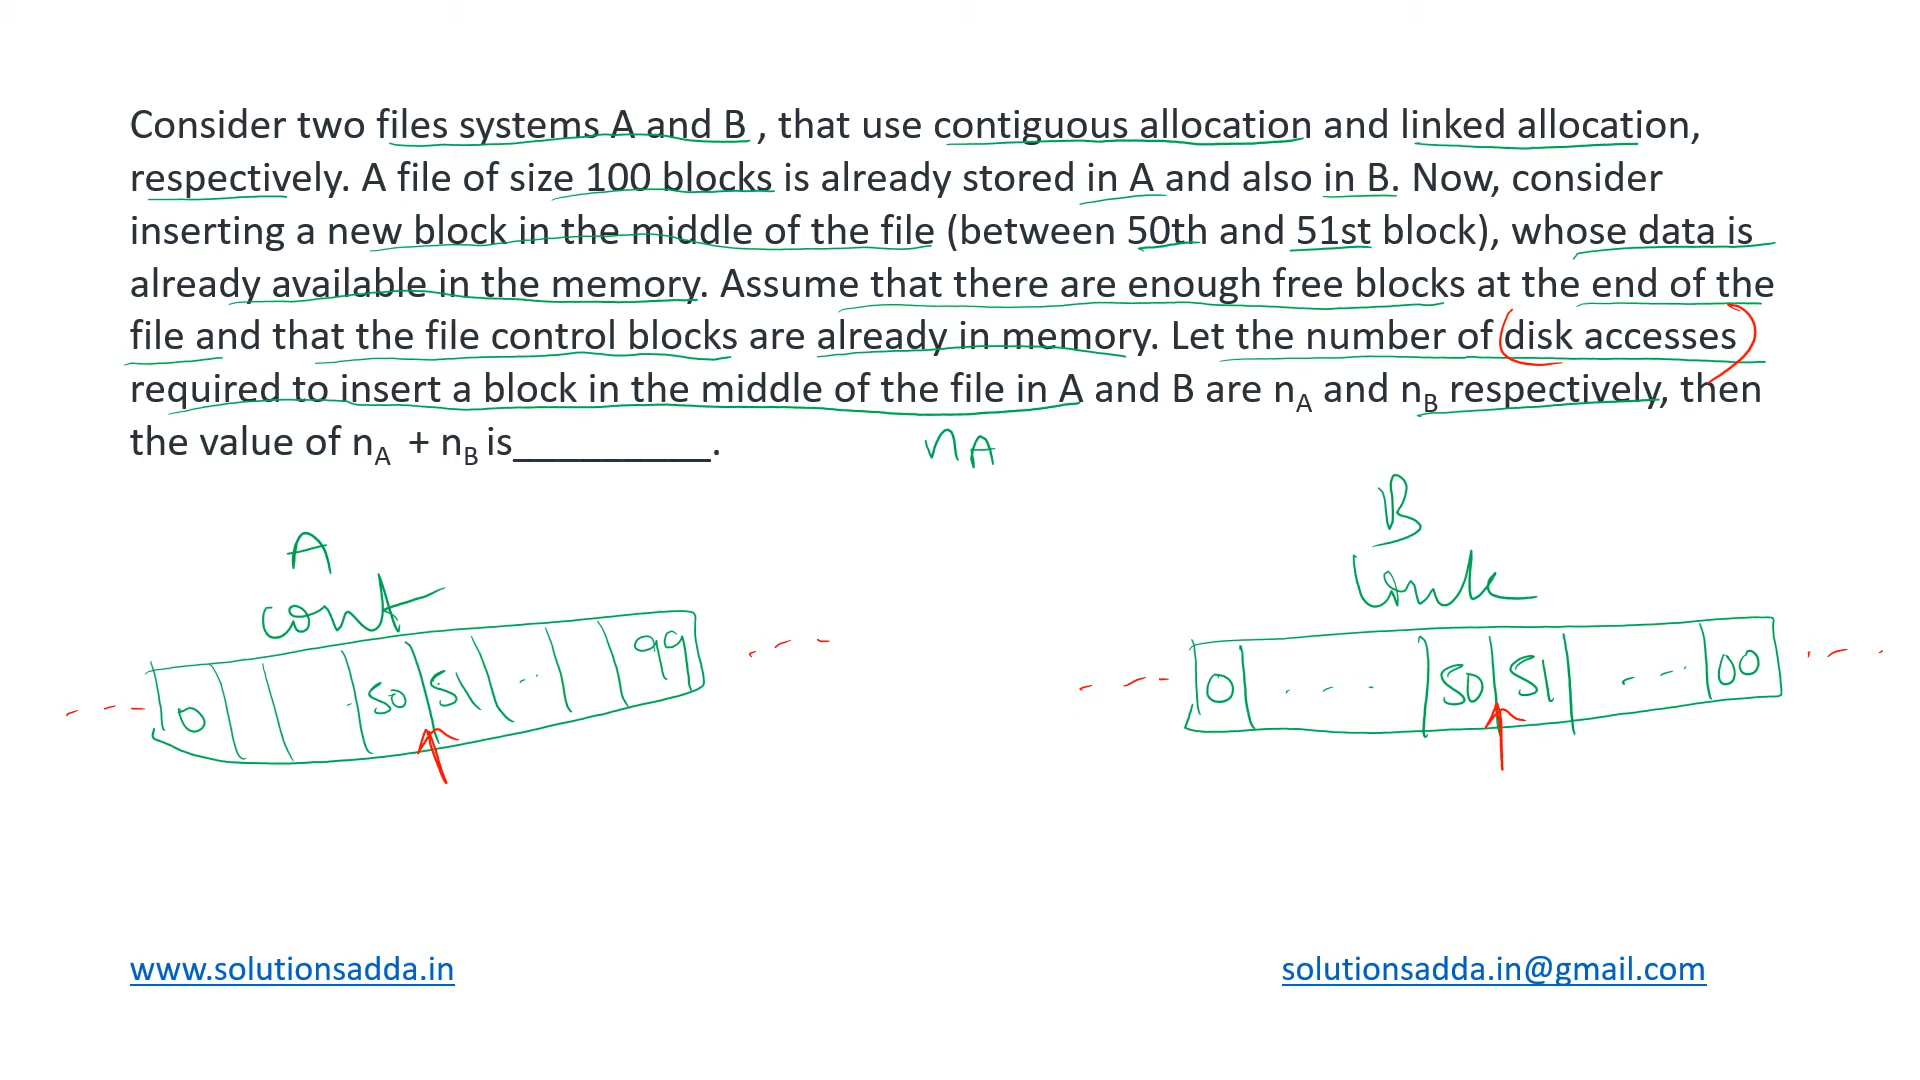 Consider two files systems A and B , that use contiguous allocation and linked allocation,
respectively. A file of size 100 blocks is already stored in A and also in B. Now, consider
inserting a new block in the middle of the file (between 50th and 51st block), whose data is
already available in the memory. Assume that there are enough free blocks at the end of the
file and that the file control blocks are already in memory. Let the number of disk accesses
required to insert a block in the middle of the file in A and B are nA and nB respectively, then
the value of nA + nB is_________.
nA
A
cont
0 50 51 99
B
Link
0 50 51 00
www.solutionsadda.in
solutionsadda.in@gmail.com